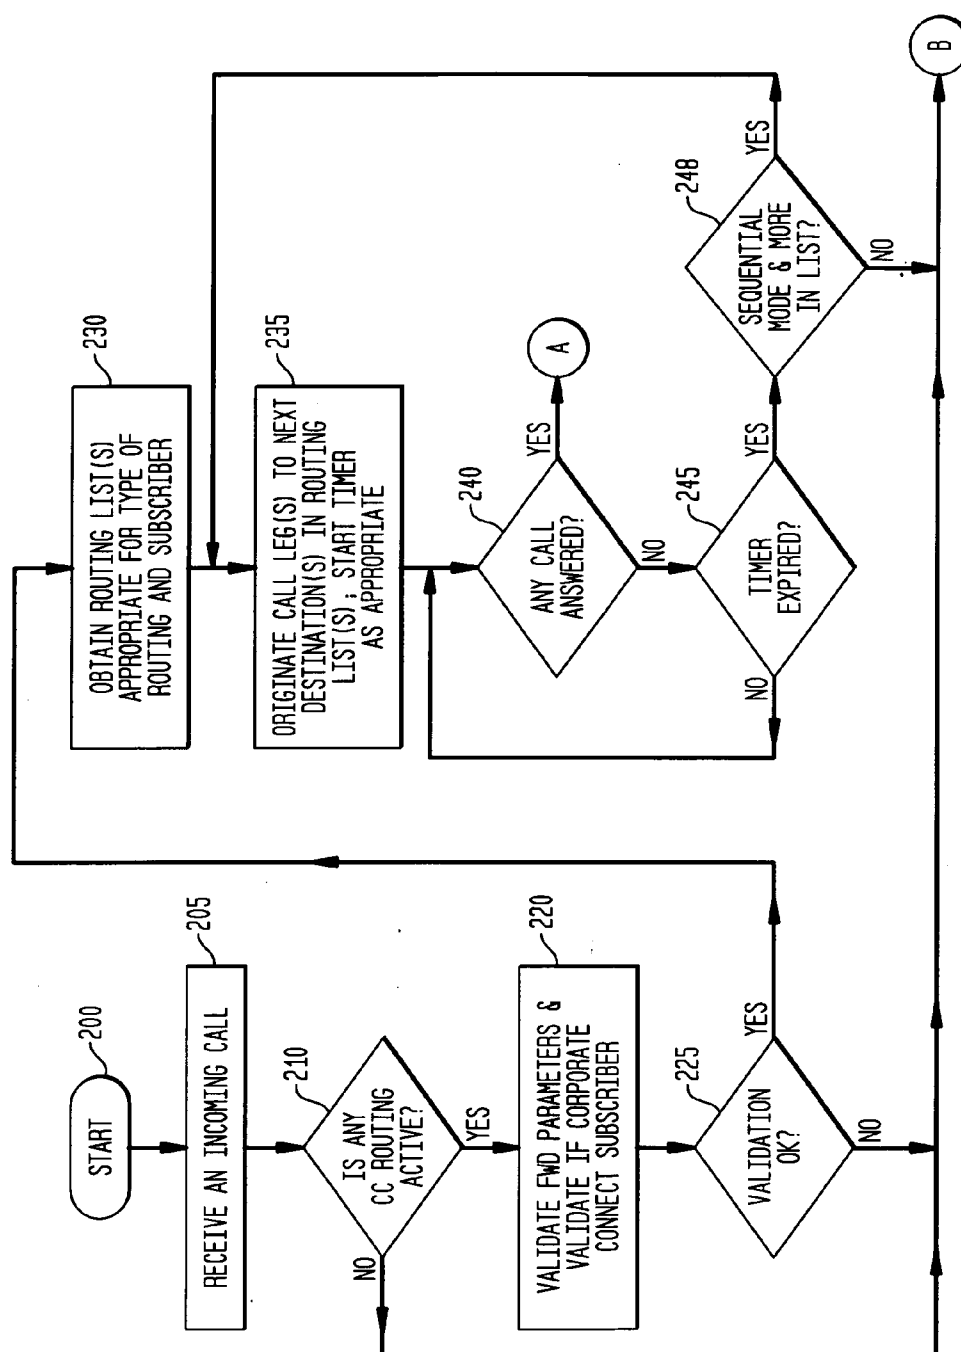 START
200
RECEIVE AN INCOMING CALL
205
IS ANY
CC ROUTING
ACTIVE?
210
NO
YES
VALIDATE FWD PARAMETERS &
VALIDATE IF CORPORATE
CONNECT SUBSCRIBER
220
VALIDATION
OK?
225
YES
NO
OBTAIN ROUTING LIST(S)
APPROPRIATE FOR TYPE OF
ROUTING AND SUBSCRIBER
230
ORIGINATE CALL LEG(S) TO NEXT
DESTINATION(S) IN ROUTING
LIST(S); START TIMER
AS APPROPRIATE
235
ANY CALL
ANSWERED?
240
YES
A
NO
TIMER
EXPIRED?
245
NO
YES
SEQUENTIAL
MODE & MORE
IN LIST?
248
YES
NO
B